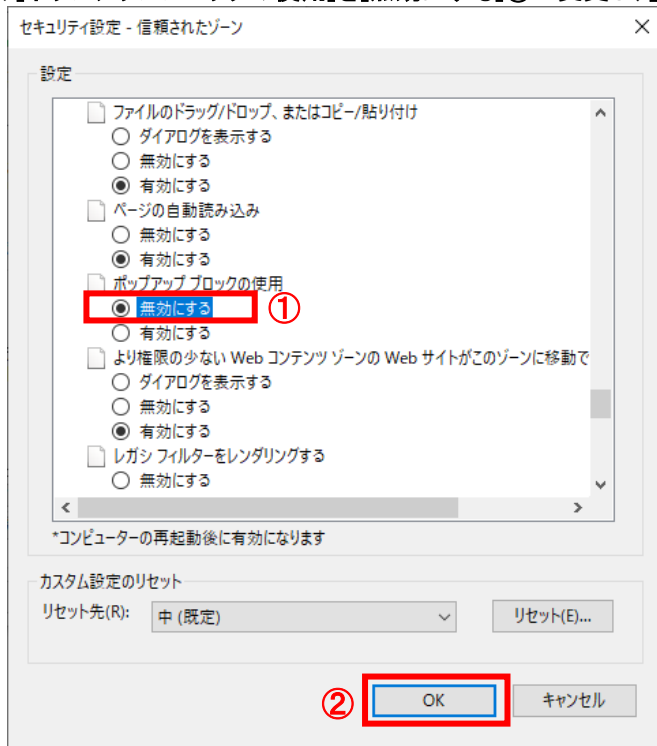 セキュリティ設定 - 信頼されたゾーン
設定
ファイルのドラッグ/ドロップ、またはコピー/貼り付け
ダイアログを表示する
無効にする
有効にする
ページの自動読み込み
無効にする
有効にする
ポップアップ ブロックの使用
無効にする
①
有効にする
より権限の少ない Web コンテンツ ゾーンの Web サイトがこのゾーンに移動で
ダイアログを表示する
無効にする
有効にする
レガシ フィルターをレンダリングする
無効にする
*コンピューターの再起動後に有効になります
カスタム設定のリセット
リセット先(R):
中 (既定)
リセット(E)...
②
OK
キャンセル